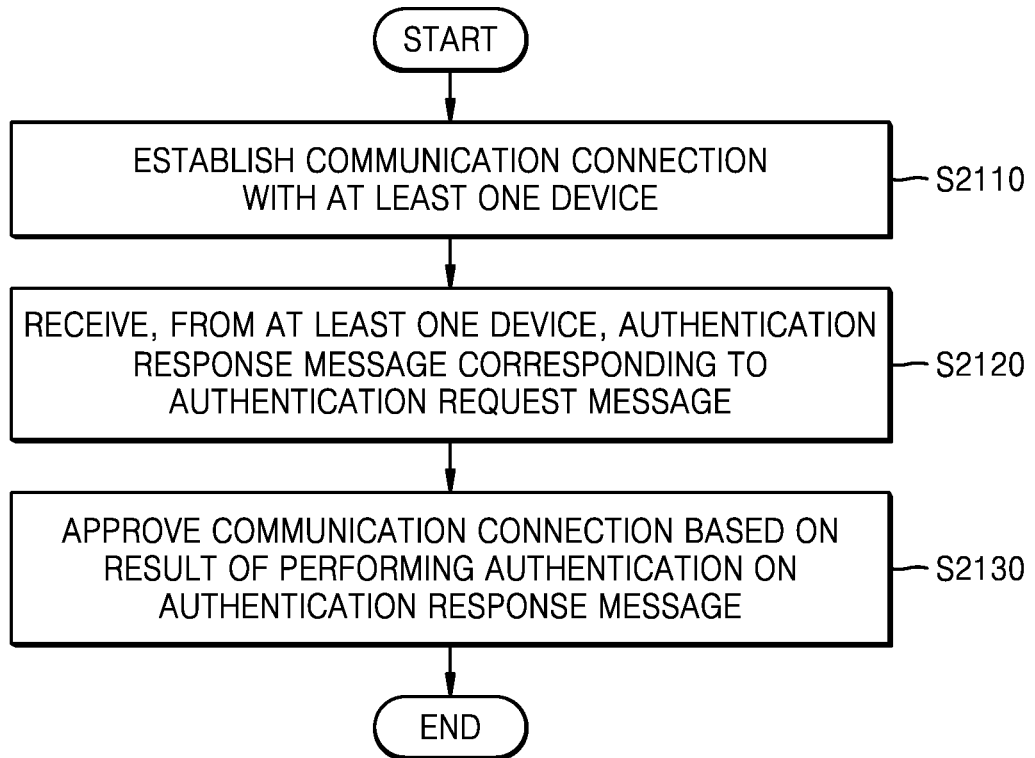 START
ESTABLISH COMMUNICATION CONNECTION
WITH AT LEAST ONE DEVICE
S2110
RECEIVE, FROM AT LEAST ONE DEVICE, AUTHENTICATION
RESPONSE MESSAGE CORRESPONDING TO
AUTHENTICATION REQUEST MESSAGE
S2120
APPROVE COMMUNICATION CONNECTION BASED ON
RESULT OF PERFORMING AUTHENTICATION ON
AUTHENTICATION RESPONSE MESSAGE
S2130
END